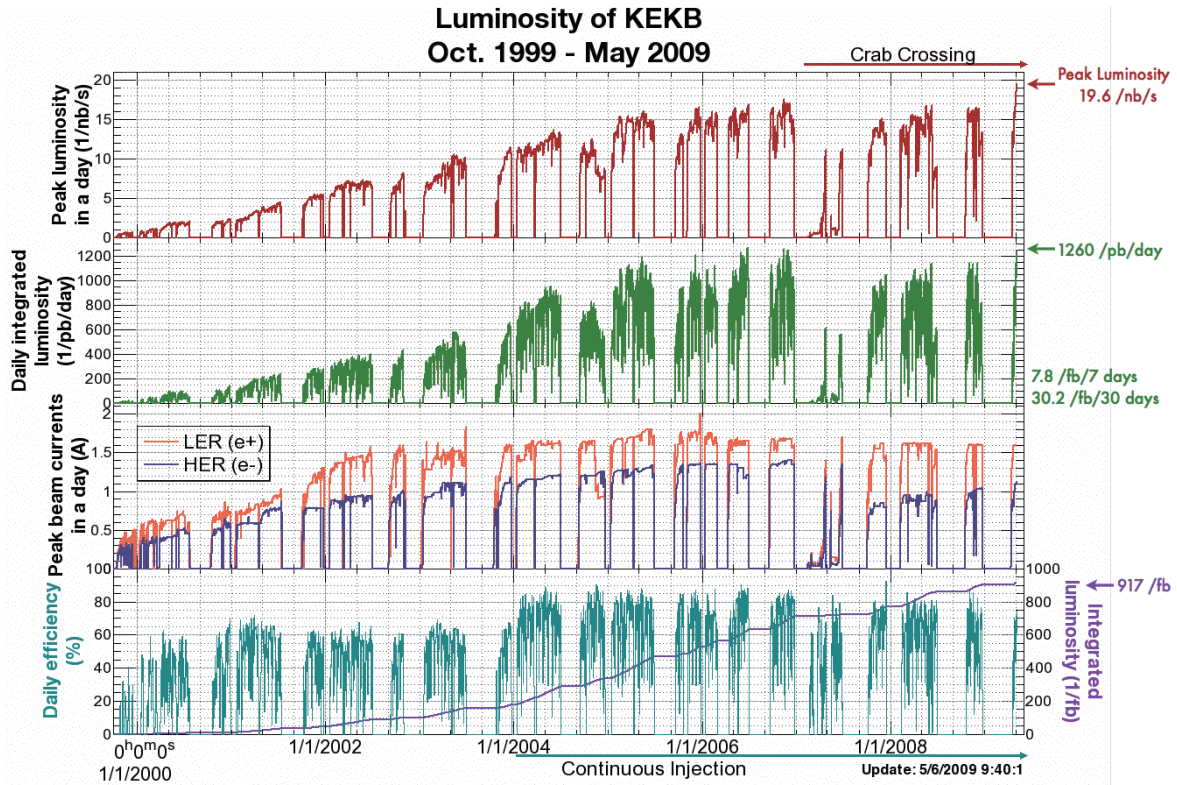 Luminosity of KEKB
Oct. 1999 - May 2009
Crab Crossing
Peak luminosity
in a day (1/nb/s)
20
15
10
5
0
Peak Luminosity
19.6 /nb/s
Daily integrated
luminosity
(1/pb/day)
1200
1000
800
600
400
200
0
1260 /pb/day
7.8 /fb/7 days
30.2 /fb/30 days
Peak beam currents
in a day (A)
2
1.5
1
0.5
0
LER (e+)
HER (e-)
Daily efficiency
(%)
100
80
60
40
20
0
1000
800
600
400
200
0
Integrated
luminosity (1/fb)
917 /fb
0h0m0s
1/1/2000
1/1/2002
1/1/2004
1/1/2006
1/1/2008
Continuous Injection
Update: 5/6/2009 9:40:1